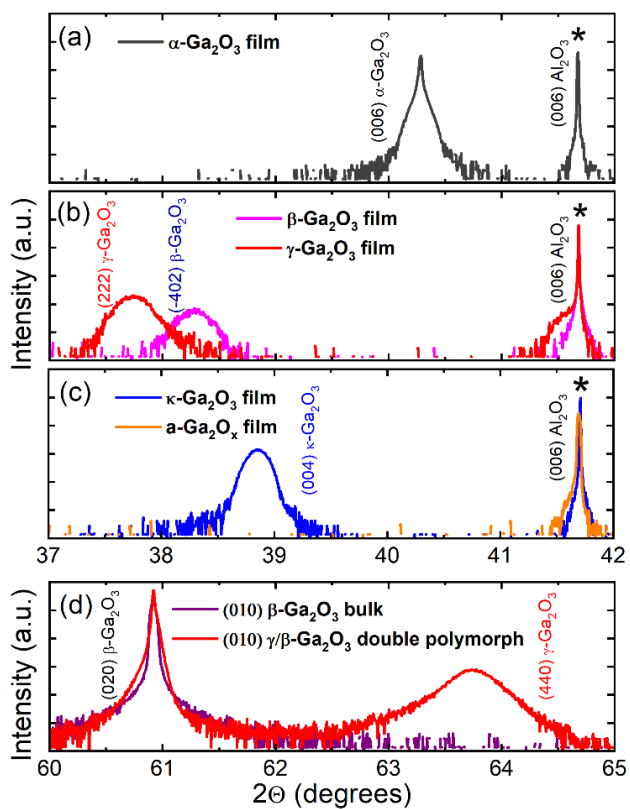 (a)
α-Ga₂O₃ film
(006) α-Ga₂O₃
(006) Al₂O₃
*
(b)
(222) γ-Ga₂O₃
(-402) β-Ga₂O₃
β-Ga₂O₃ film
γ-Ga₂O₃ film
(006) Al₂O₃
*
Intensity (a.u.)
(c)
κ-Ga₂O₃ film
a-Ga₂Oₓ film
(004) κ-Ga₂O₃
(006) Al₂O₃
*
37 38 39 40 41 42
(d)
(020) β-Ga₂O₃
(010) β-Ga₂O₃ bulk
(010) γ/β-Ga₂O₃ double polymorph
(440) γ-Ga₂O₃
Intensity (a.u.)
60 61 62 63 64 65
2Θ (degrees)